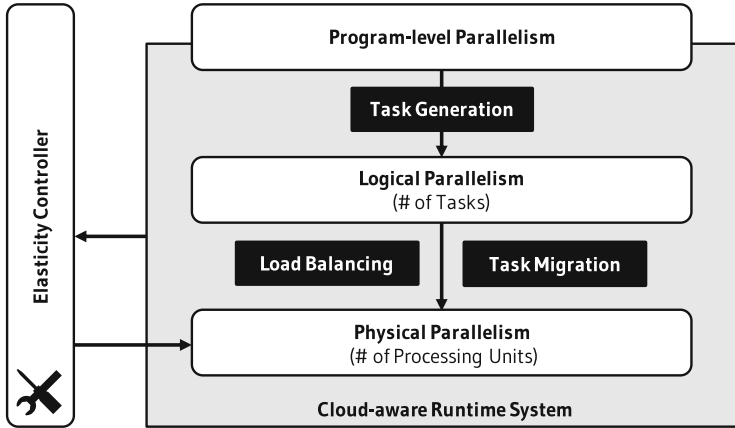 Program-level Parallelism
Task Generation
Logical Parallelism
(# of Tasks)
Elasticity Controller
Load Balancing
Task Migration
Physical Parallelism
(# of Processing Units)
Cloud-aware Runtime System